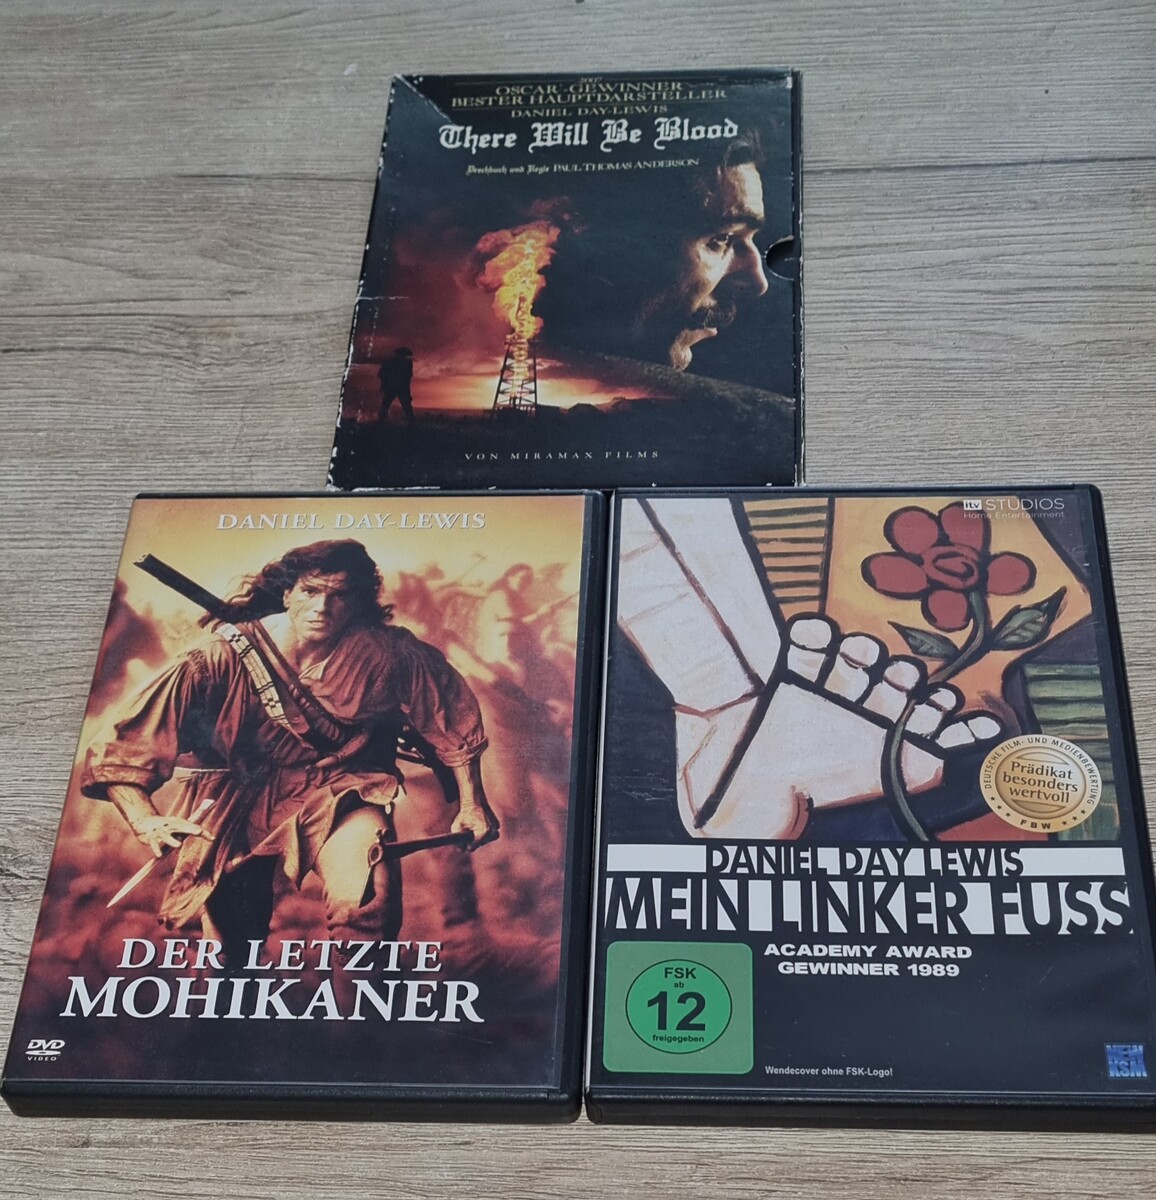 2007
OSCAR-GEWINNER
BESTER HAUPTDARSTELLER
DANIEL DAY-LEWIS
There Will Be Blood
Drehbuch und Regie PAUL THOMAS ANDERSON
VON MIRAMAX FILMS
DANIEL DAY-LEWIS
DER LETZTE
MOHIKANER
DVD
VIDEO
itv STUDIOS
Home Entertainment
DEUTSCHE FILM- UND MEDIENBEWERTUNG
Prädikat
besonders
wertvoll
FBW
DANIEL DAY LEWIS
MEIN LINKER FUSS
ACADEMY AWARD
GEWINNER 1989
FSK
ab
12
freigegeben
Wendecover ohne FSK-Logo!
NEW
KSM